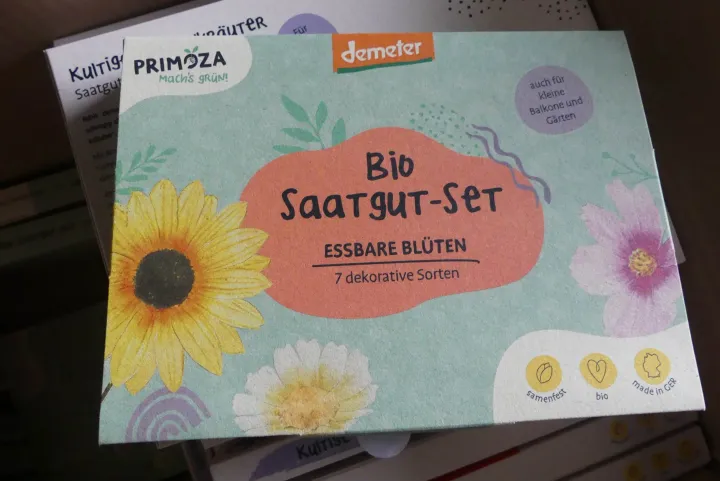 PRIMOZA
Mach's grün!
demeter
auch für
kleine
Balkone und
Gärten
Bio
Saatgut-Set
ESSBARE BLÜTEN
7 dekorative Sorten
samenfest
bio
made in GER
Für
Saatgut